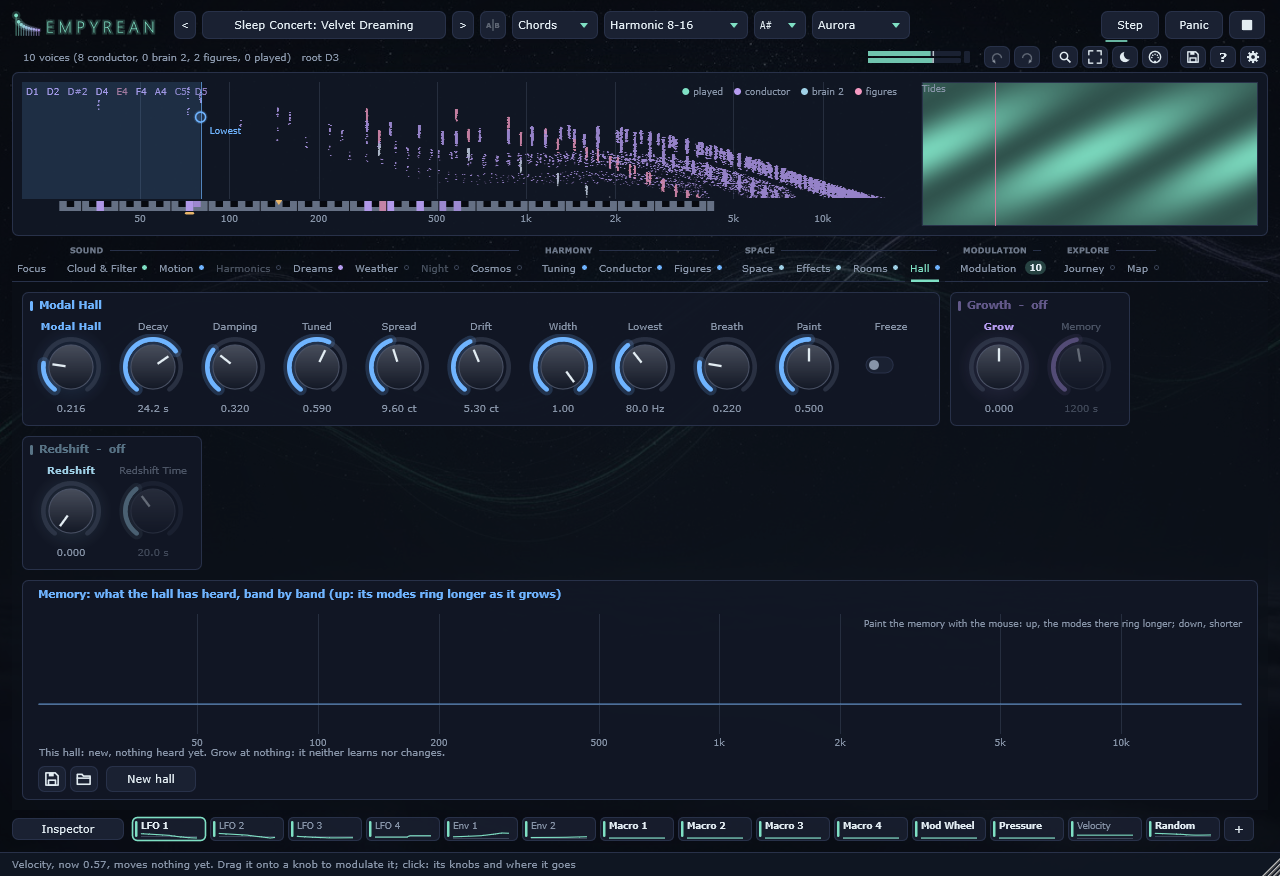 EMPYREAN
< Sleep Concert: Velvet Dreaming > A|B Chords Harmonic 8-16 A# Aurora Step Panic
10 voices (8 conductor, 0 brain 2, 2 figures, 0 played) root D3 ?
D1 D2 D#2 D4 E4 F4 A4 C5 D5 played conductor brain 2 figures Tides
Lowest
50 100 200 500 1k 2k 5k 10k
SOUND HARMONY SPACE MODULATION EXPLORE
Focus Cloud & Filter Motion Harmonics Dreams Weather Night Cosmos Tuning Conductor Figures Space Effects Rooms Hall Modulation 10 Journey Map
Modal Hall Growth - off
Modal Hall Decay Damping Tuned Spread Drift Width Lowest Breath Paint Freeze Grow Memory
0.216 24.2 s 0.320 0.590 9.60 ct 5.30 ct 1.00 80.0 Hz 0.220 0.500 0.000 1200 s
Redshift - off
Redshift Redshift Time
0.000 20.0 s
Memory: what the hall has heard, band by band (up: its modes ring longer as it grows)
Paint the memory with the mouse: up, the modes there ring longer; down, shorter
50 100 200 500 1k 2k 5k 10k
This hall: new, nothing heard yet. Grow at nothing: it neither learns nor changes.
New hall
Inspector LFO 1 LFO 2 LFO 3 LFO 4 Env 1 Env 2 Macro 1 Macro 2 Macro 3 Macro 4 Mod Wheel Pressure Velocity Random +
Velocity, now 0.57, moves nothing yet. Drag it onto a knob to modulate it; click: its knobs and where it goes